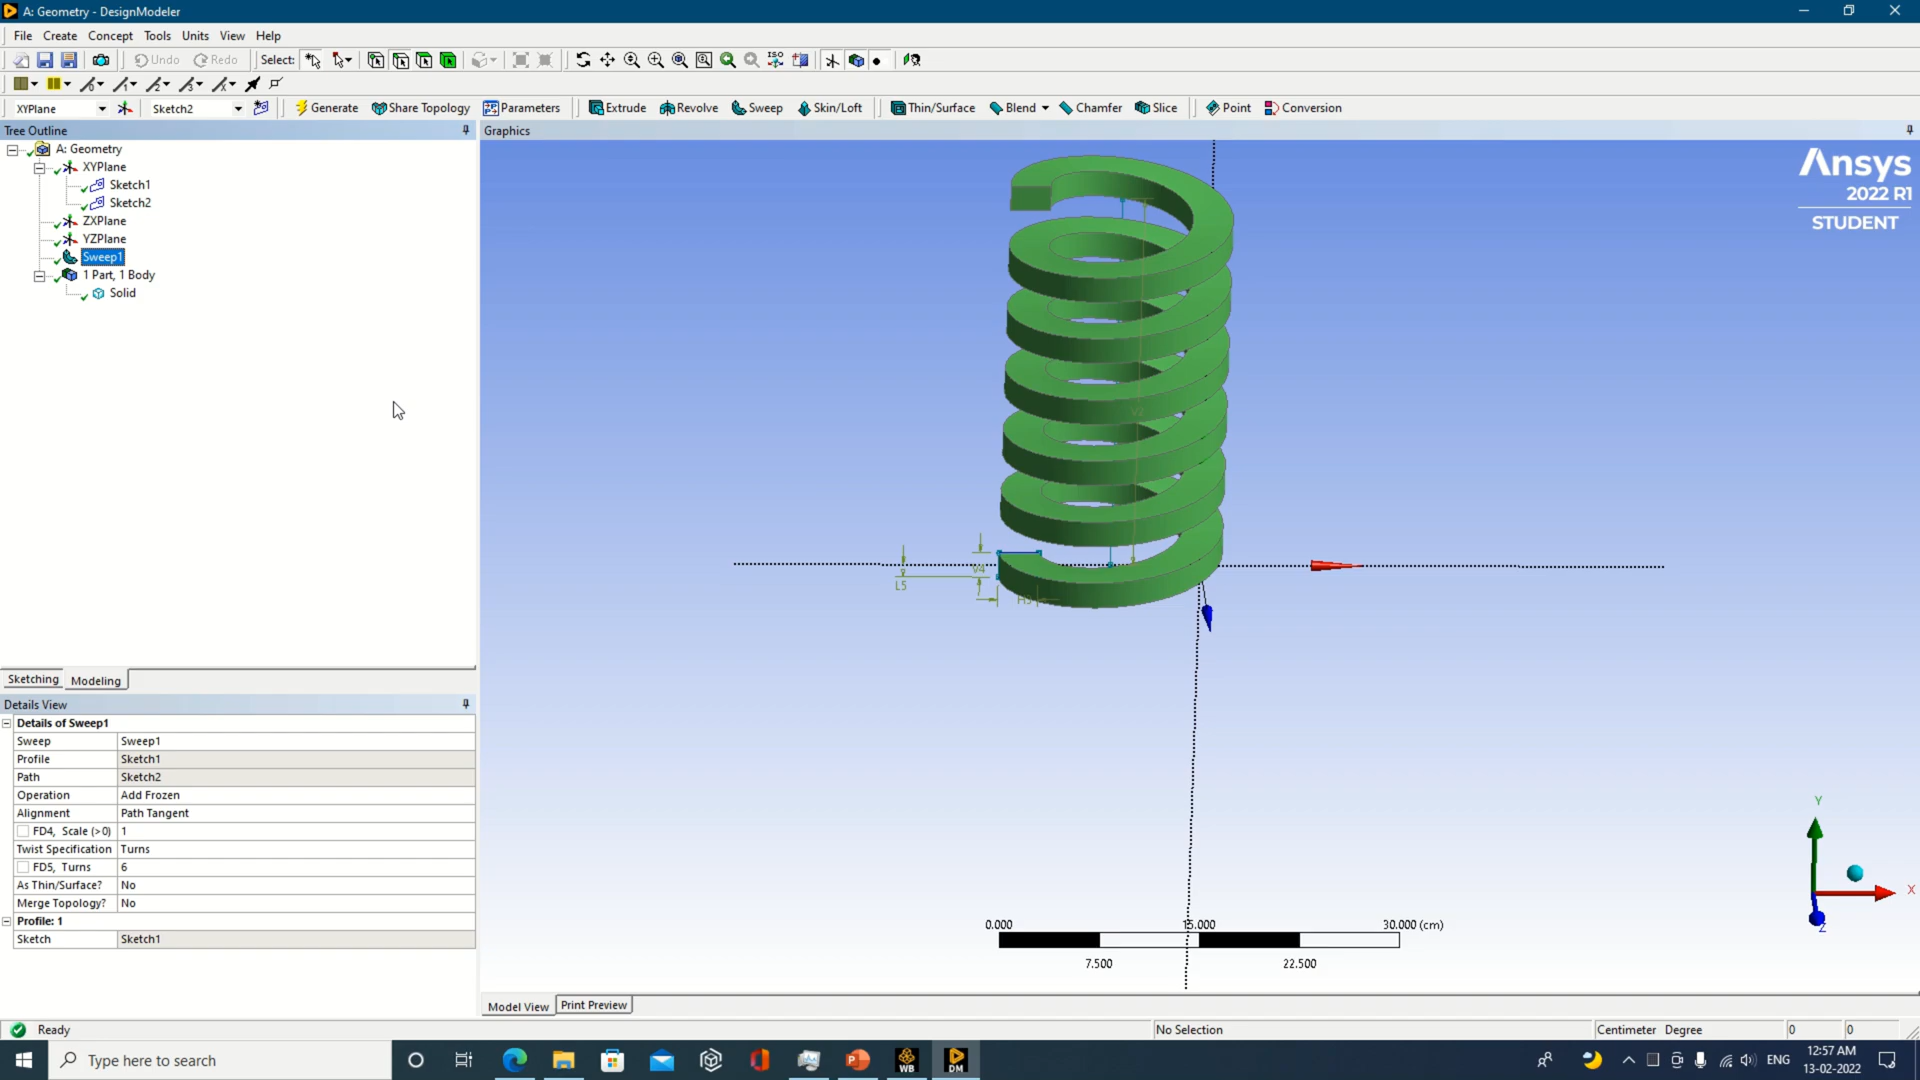 A: Geometry - DesignModeler
File Create Concept Tools Units View Help
Undo Redo Select:
XYPlane Sketch2 Generate Share Topology Parameters Extrude Revolve Sweep Skin/Loft Thin/Surface Blend Chamfer Slice Point Conversion
Tree Outline
Graphics
A: Geometry
XYPlane
Sketch1
Sketch2
ZXPlane
YZPlane
Sweep1
1 Part, 1 Body
Solid
Ansys
2022 R1
STUDENT
V2
V4
L5
H3
Sketching Modeling
Details View
Details of Sweep1
Sweep Sweep1
Profile Sketch1
Path Sketch2
Operation Add Frozen
Alignment Path Tangent
FD4, Scale (>0) 1
Twist Specification Turns
FD5, Turns 6
As Thin/Surface? No
Merge Topology? No
Profile: 1
Sketch Sketch1
Y
X
Z
0.000 15.000 30.000 (cm)
7.500 22.500
Model View Print Preview
Ready No Selection Centimeter Degree 0 0
Type here to search
WB
DM
ENG
12:57 AM
13-02-2022